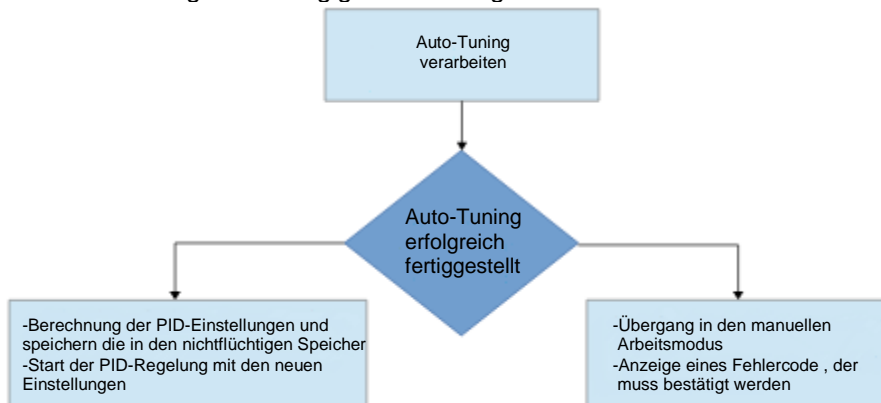 Auto-Tuning
verarbeiten
Auto-Tuning
erfolgreich
fertiggestellt
-Berechnung der PID-Einstellungen und
speichern die in den nichtflüchtigen Speicher
-Start der PID-Regelung mit den neuen
Einstellungen
-Übergang in den manuellen
Arbeitsmodus
-Anzeige eines Fehlercode , der
muss bestätigt werden